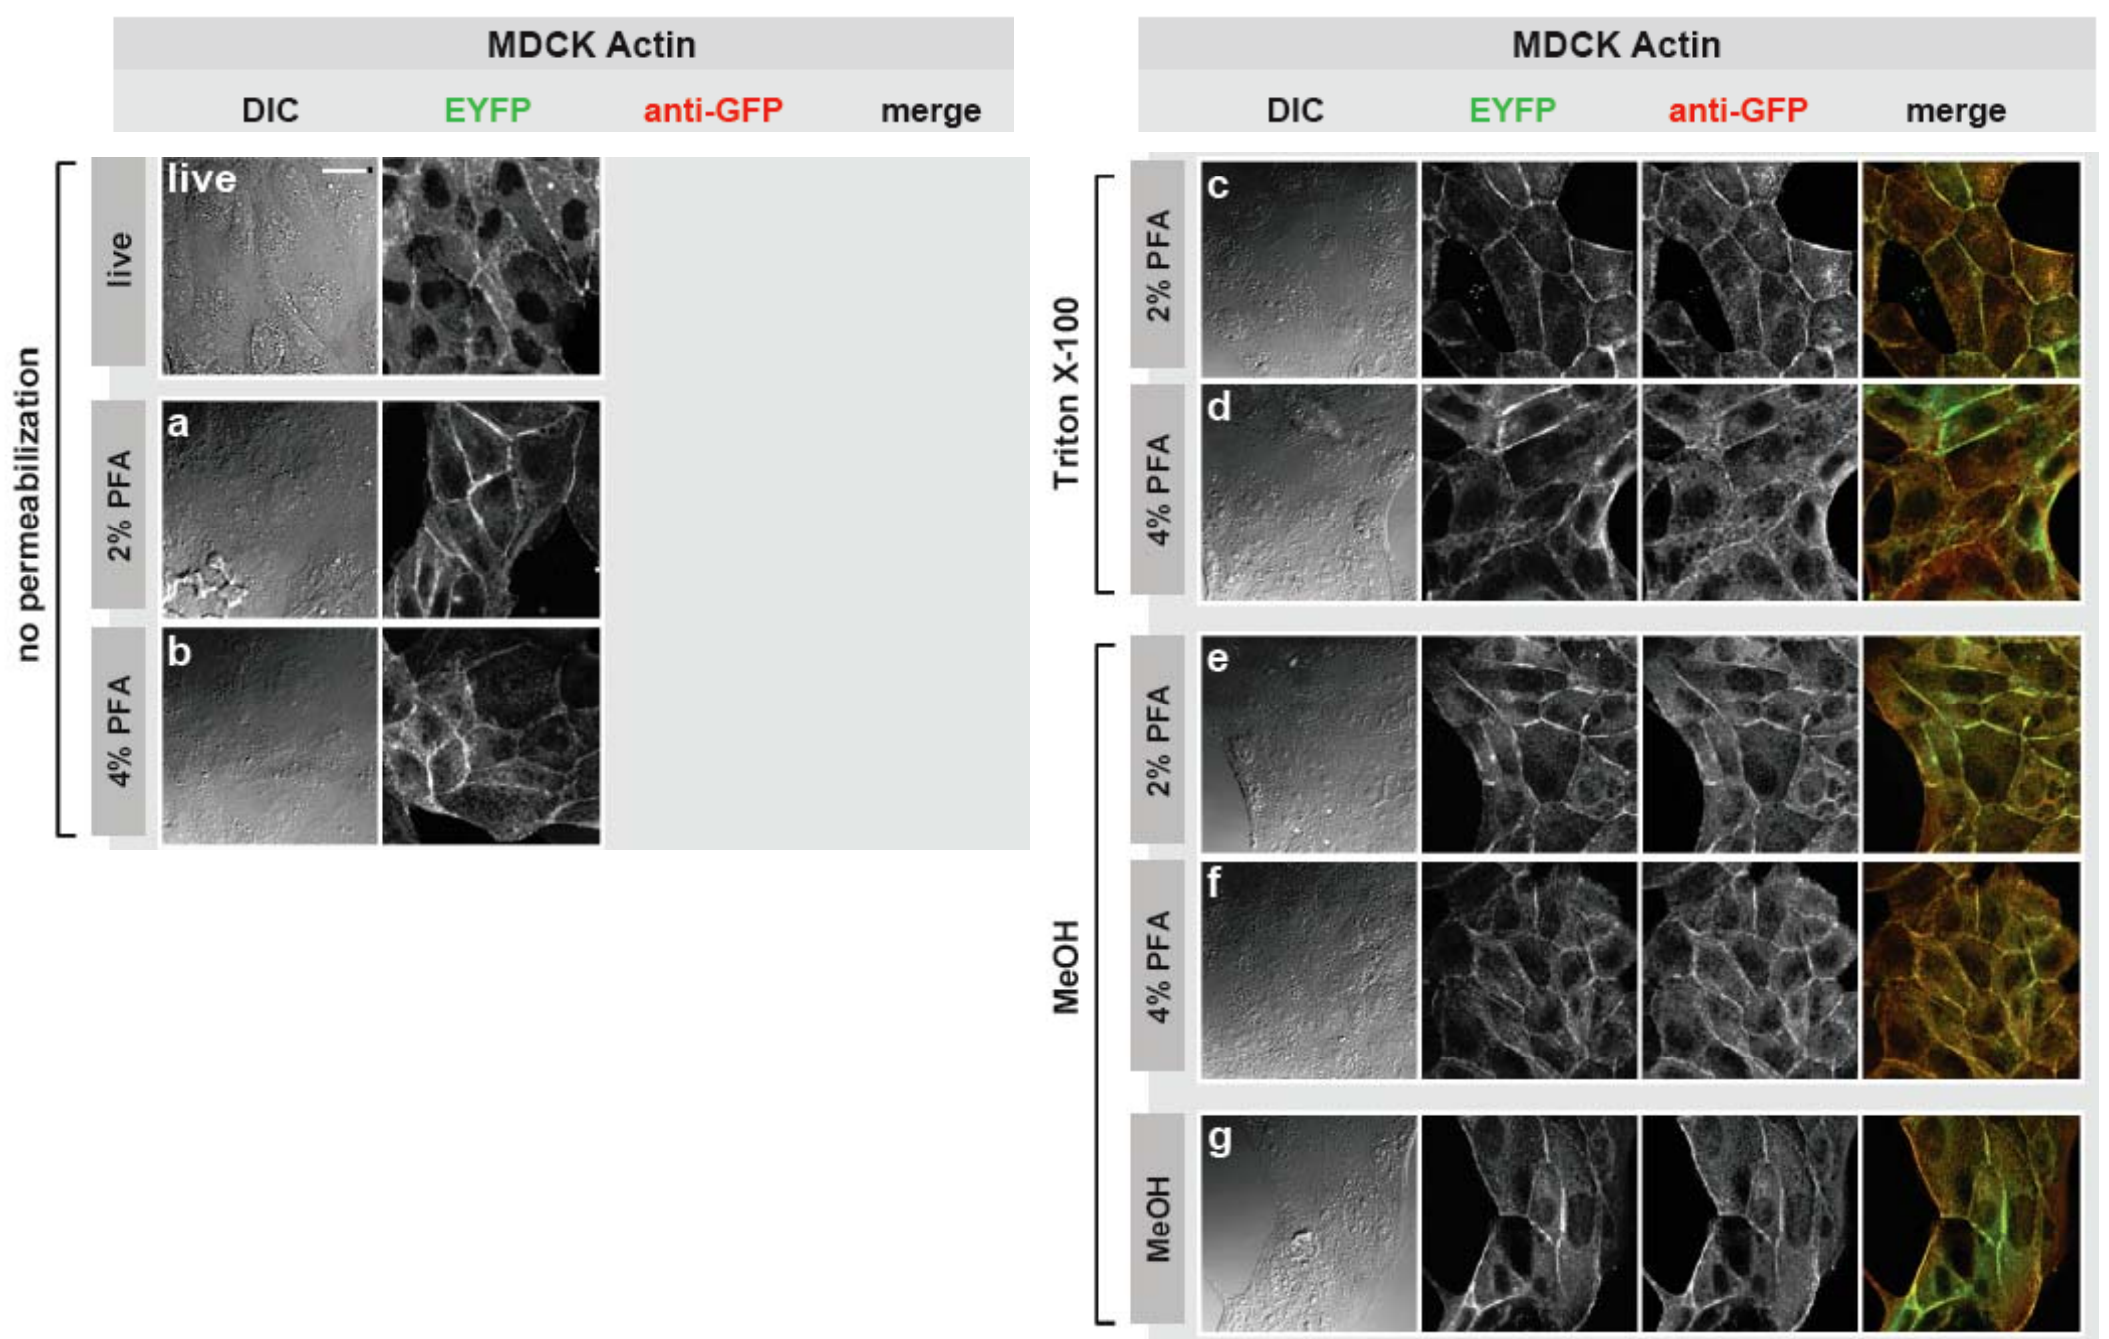 MDCK Actin
DIC EYFP anti-GFP merge
no permeabilization
live
live
2% PFA
a
4% PFA
b
MDCK Actin
DIC EYFP anti-GFP merge
Triton X-100
2% PFA
c
4% PFA
d
MeOH
2% PFA
e
4% PFA
f
MeOH
g